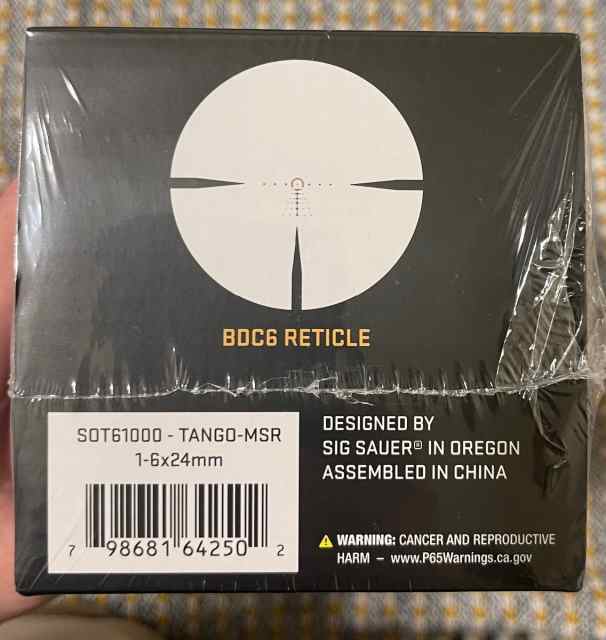 BDC6 RETICLE
SOT61000 - TANGO-MSR
1-6x24mm
7 98681 64250 2
DESIGNED BY
SIG SAUER® IN OREGON
ASSEMBLED IN CHINA
WARNING: CANCER AND REPRODUCTIVE
HARM – www.P65Warnings.ca.gov